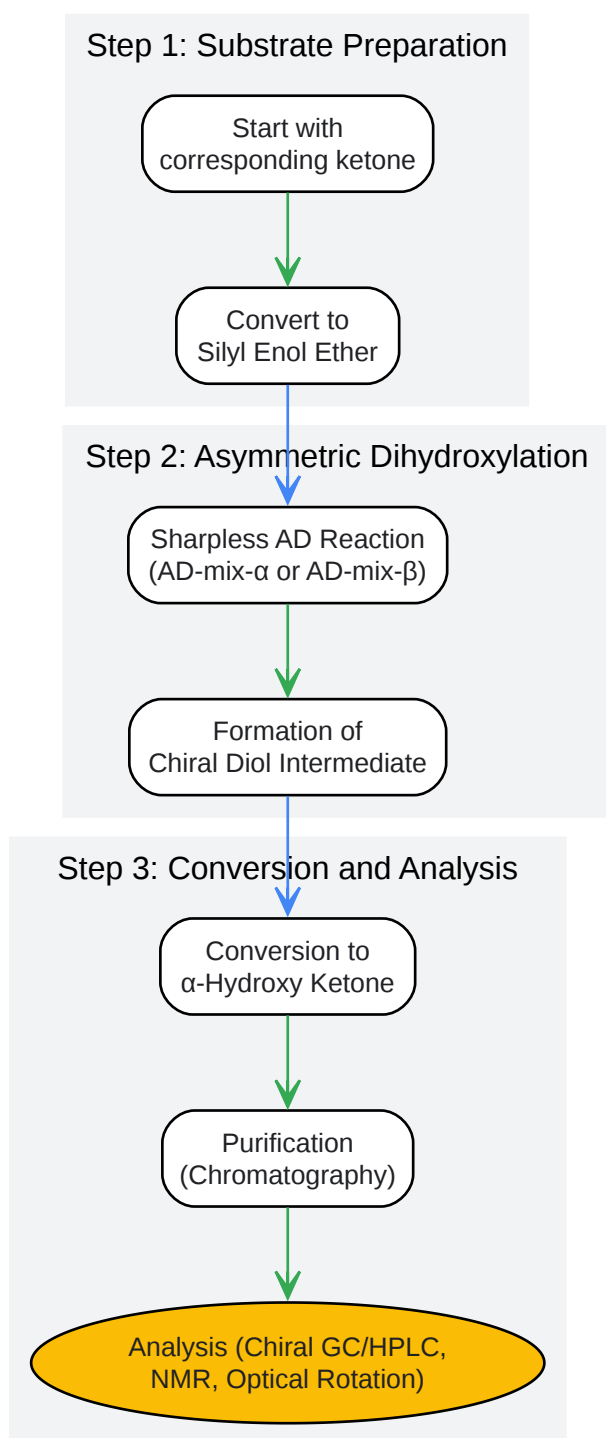 Step 1: Substrate Preparation
Start with
corresponding ketone
Convert to
Silyl Enol Ether
Step 2: Asymmetric Dihydroxylation
Sharpless AD Reaction
(AD-mix-α or AD-mix-β)
Formation of
Chiral Diol Intermediate
Step 3: Conversion and Analysis
Conversion to
α-Hydroxy Ketone
Purification
(Chromatography)
Analysis (Chiral GC/HPLC,
NMR, Optical Rotation)